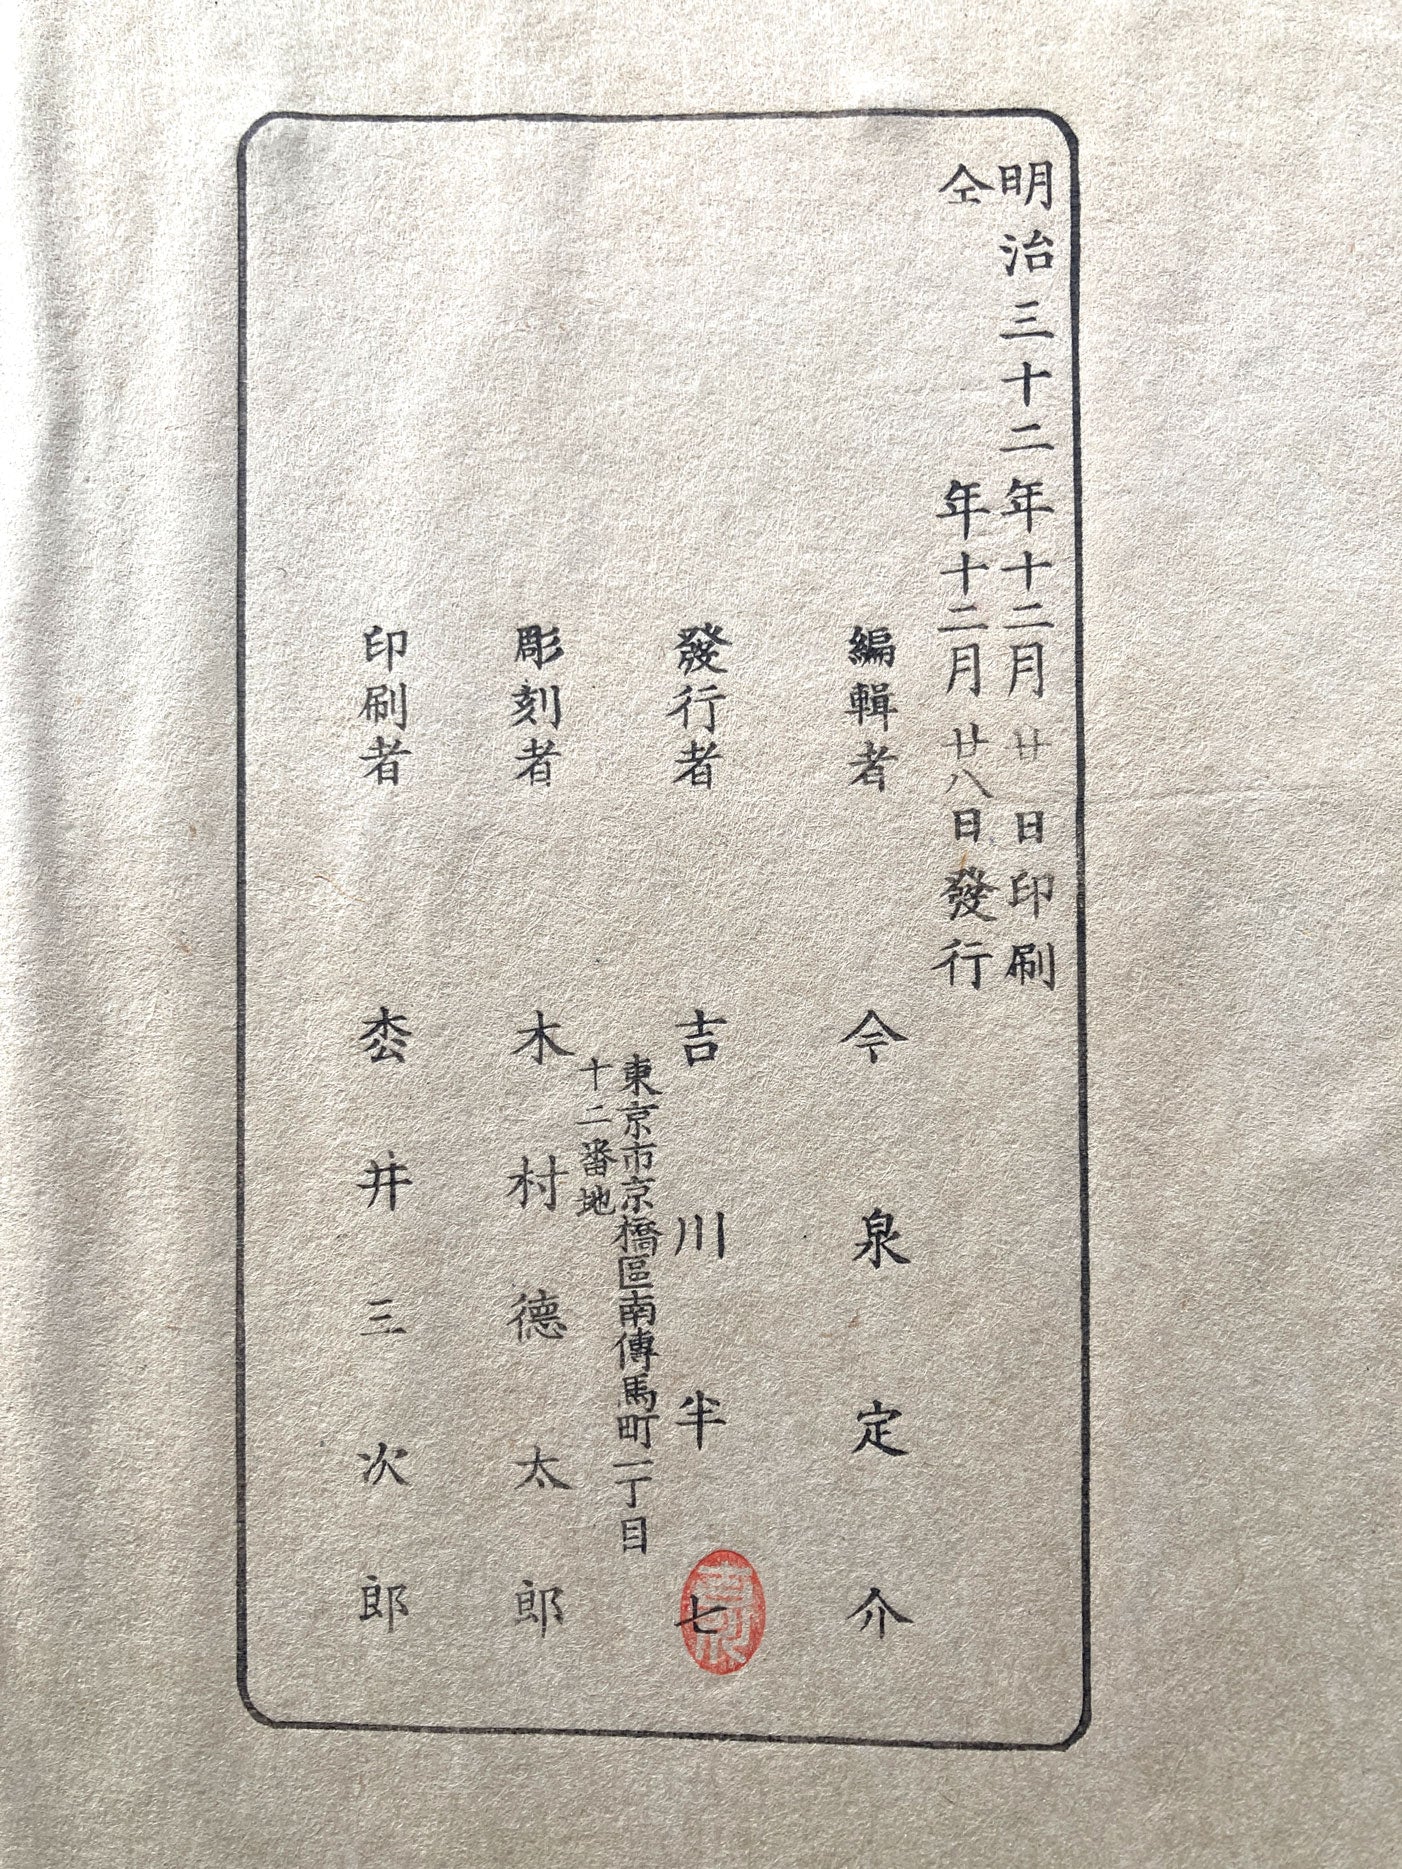 明治三十二年十二月廿日印刷
仝年十二月廿八日發行
編輯者 今泉定介
發行者 吉川半七
東京市京橋區南傳馬町一丁目
十二番地
彫刻者 木村德太郎
印刷者 枩井三次郎